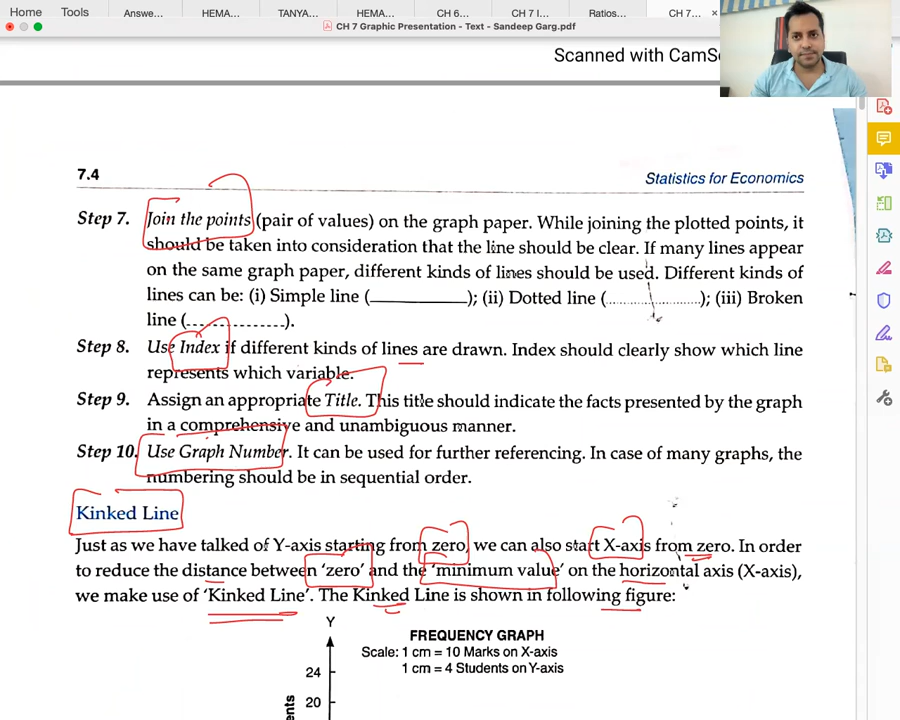 Home Tools Answe... HEMA... TANYA... HEMA... CH 6... CH 7 I... Ratios... CH 7... ×
CH 7 Graphic Presentation - Text - Sandeep Garg.pdf
Scanned with CamSc
7.4 Statistics for Economics
Step 7. Join the points (pair of values) on the graph paper. While joining the plotted points, it
should be taken into consideration that the line should be clear. If many lines appear
on the same graph paper, different kinds of lines should be used. Different kinds of
lines can be: (i) Simple line (__________); (ii) Dotted line (......................); (iii) Broken
line (- - - - - - - - - -).
Step 8. Use Index if different kinds of lines are drawn. Index should clearly show which line
represents which variable.
Step 9. Assign an appropriate Title. This title should indicate the facts presented by the graph
in a comprehensive and unambiguous manner.
Step 10. Use Graph Number. It can be used for further referencing. In case of many graphs, the
numbering should be in sequential order.
Kinked Line
Just as we have talked of Y-axis starting from zero, we can also start X-axis from zero. In order
to reduce the distance between 'zero' and the 'minimum value' on the horizontal axis (X-axis),
we make use of 'Kinked Line'. The Kinked Line is shown in following figure:
Y
FREQUENCY GRAPH
Scale: 1 cm = 10 Marks on X-axis
1 cm = 4 Students on Y-axis
24
20
ents